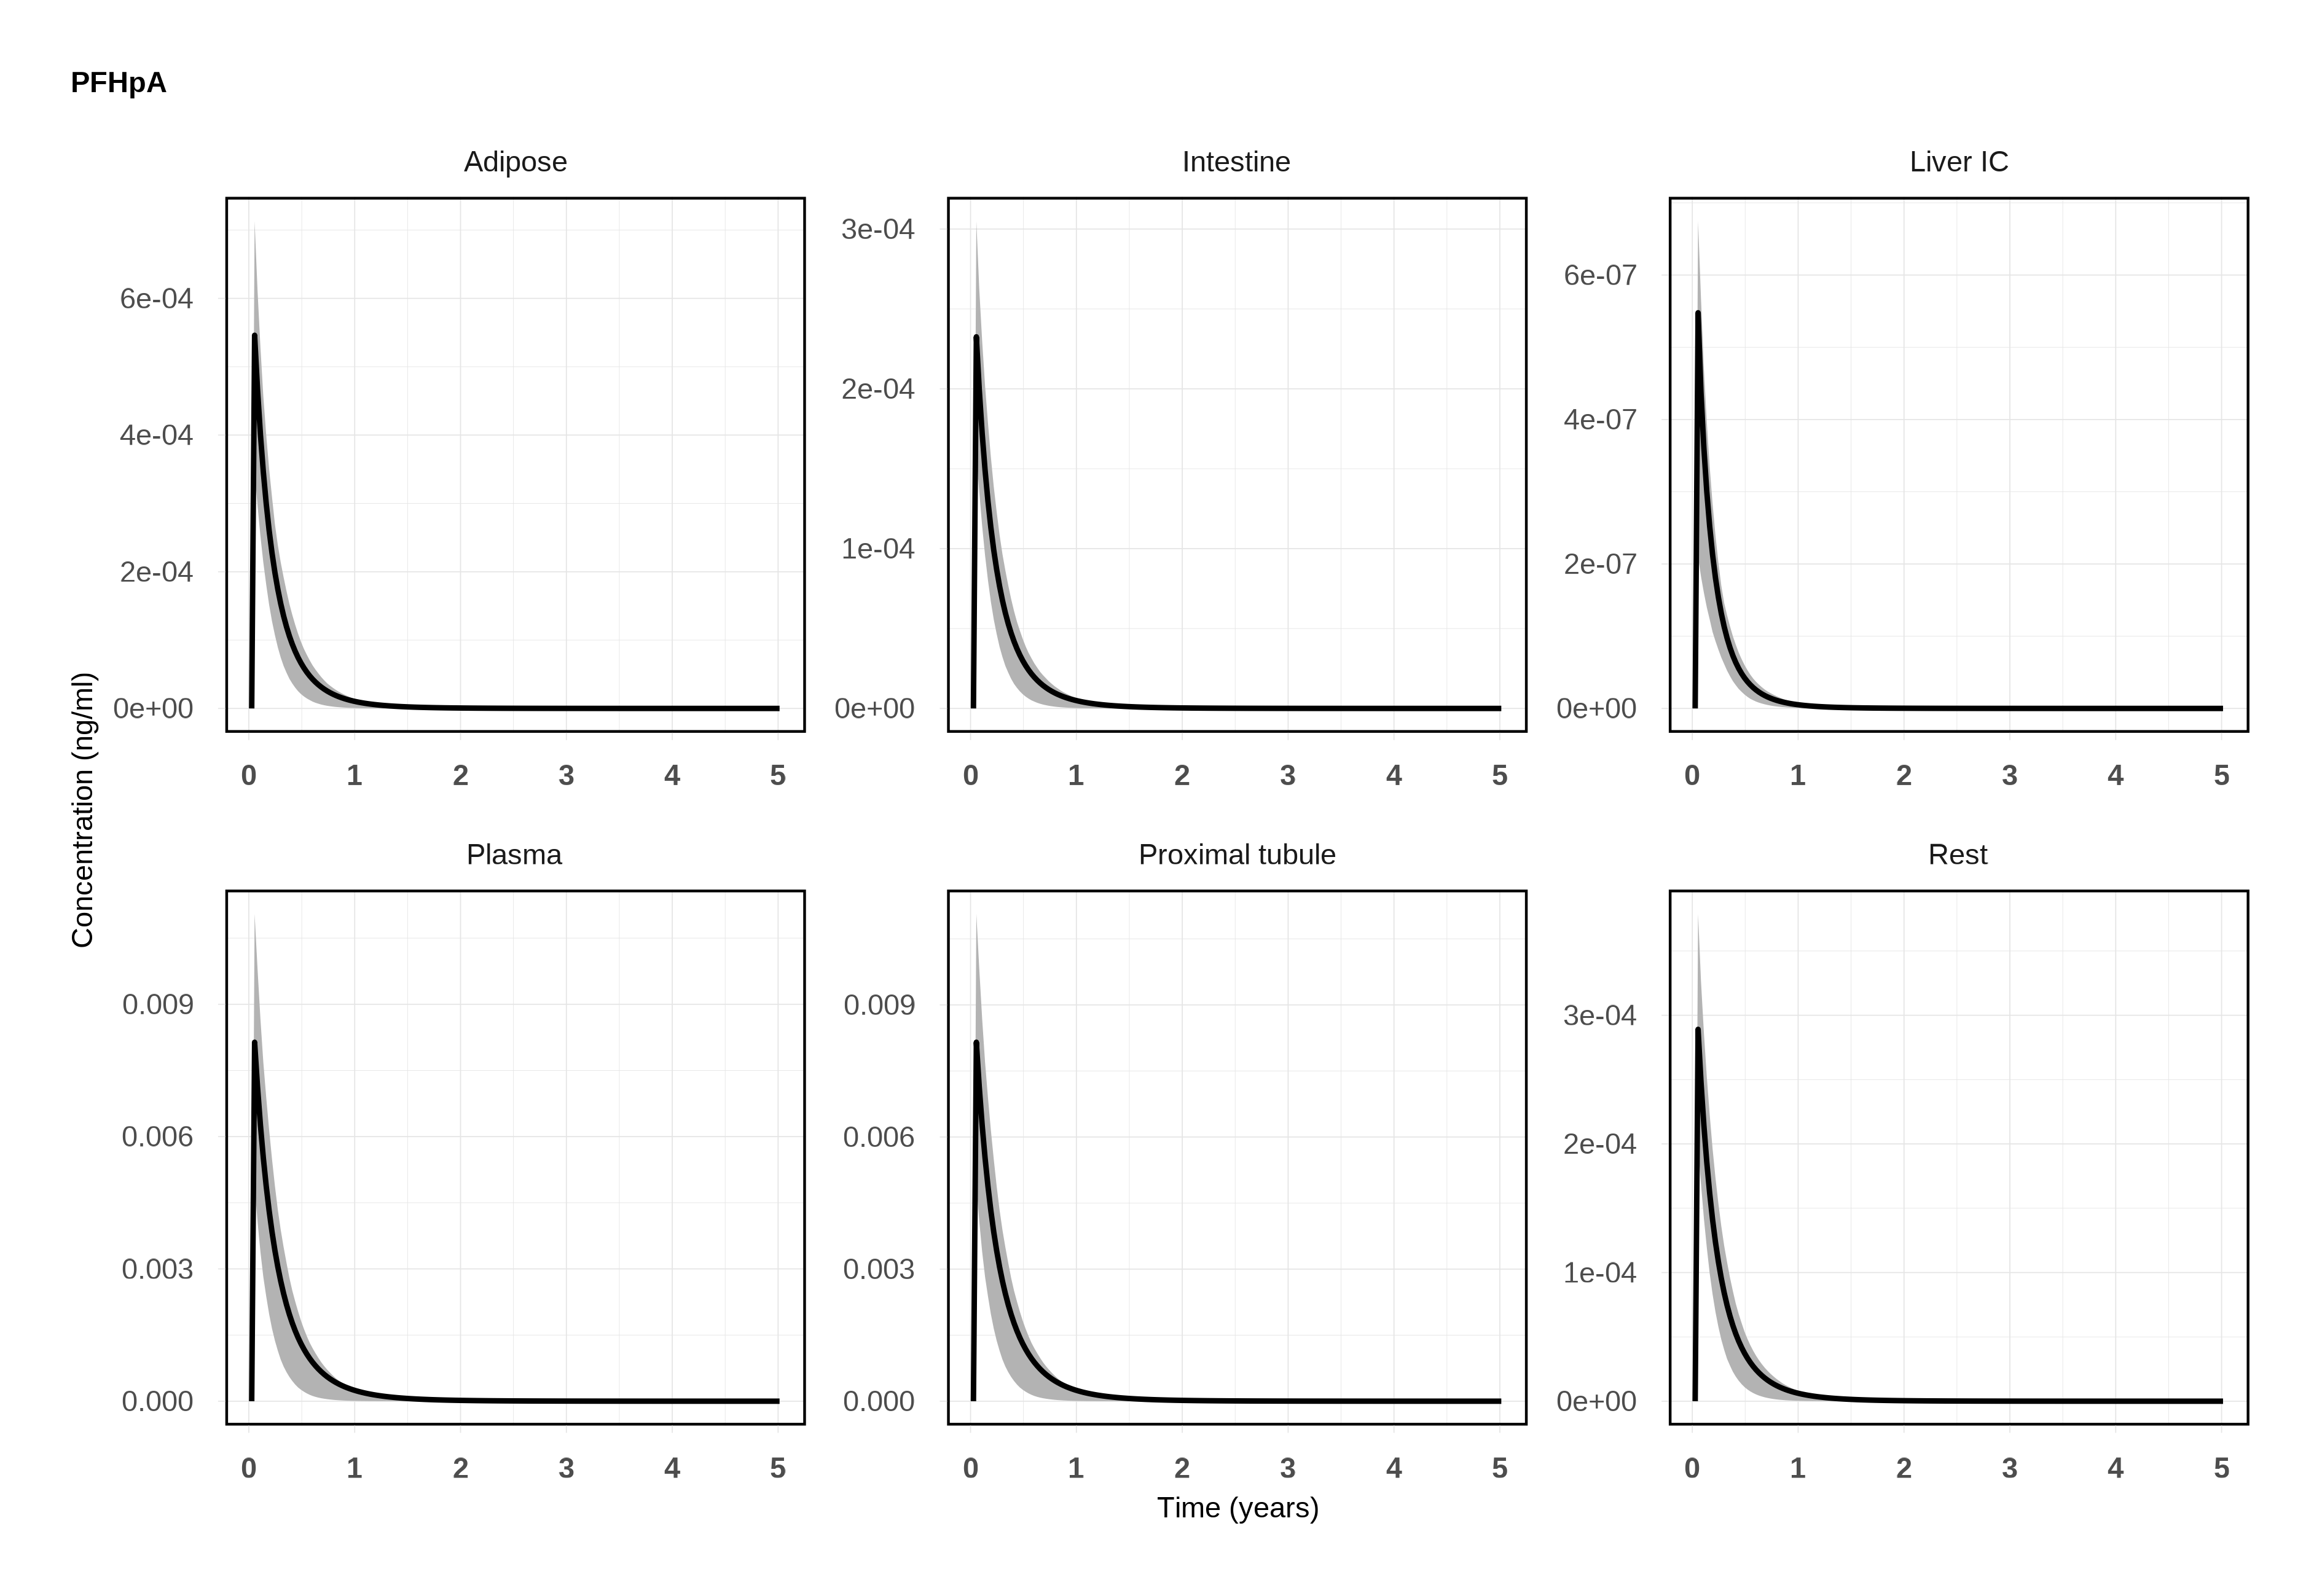 PFHpA
Adipose
Intestine
Liver IC
6e-04
4e-04
2e-04
0e+00
3e-04
2e-04
1e-04
0e+00
6e-07
4e-07
2e-07
0e+00
0 1 2 3 4 5
0 1 2 3 4 5
0 1 2 3 4 5
Concentration (ng/ml)
Plasma
Proximal tubule
Rest
0.009
0.006
0.003
0.000
0.009
0.006
0.003
0.000
3e-04
2e-04
1e-04
0e+00
0 1 2 3 4 5
0 1 2 3 4 5
0 1 2 3 4 5
Time (years)